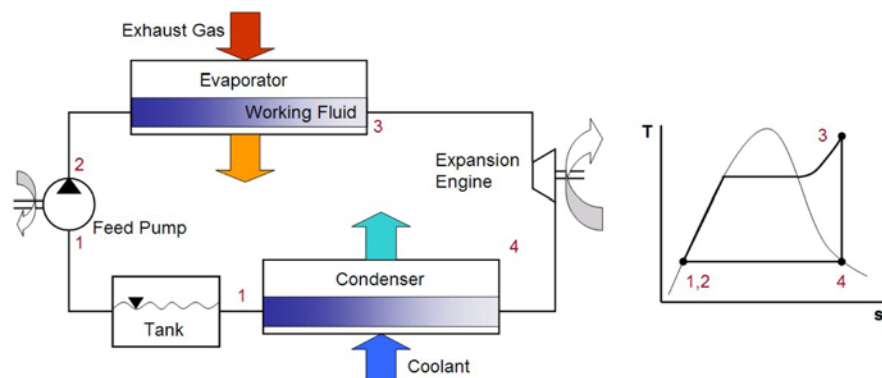 Exhaust Gas
Evaporator
Working Fluid
3
2
Expansion
Engine
Feed Pump
1
4
Condenser
1
Tank
Coolant
T
3
1,2
4
s